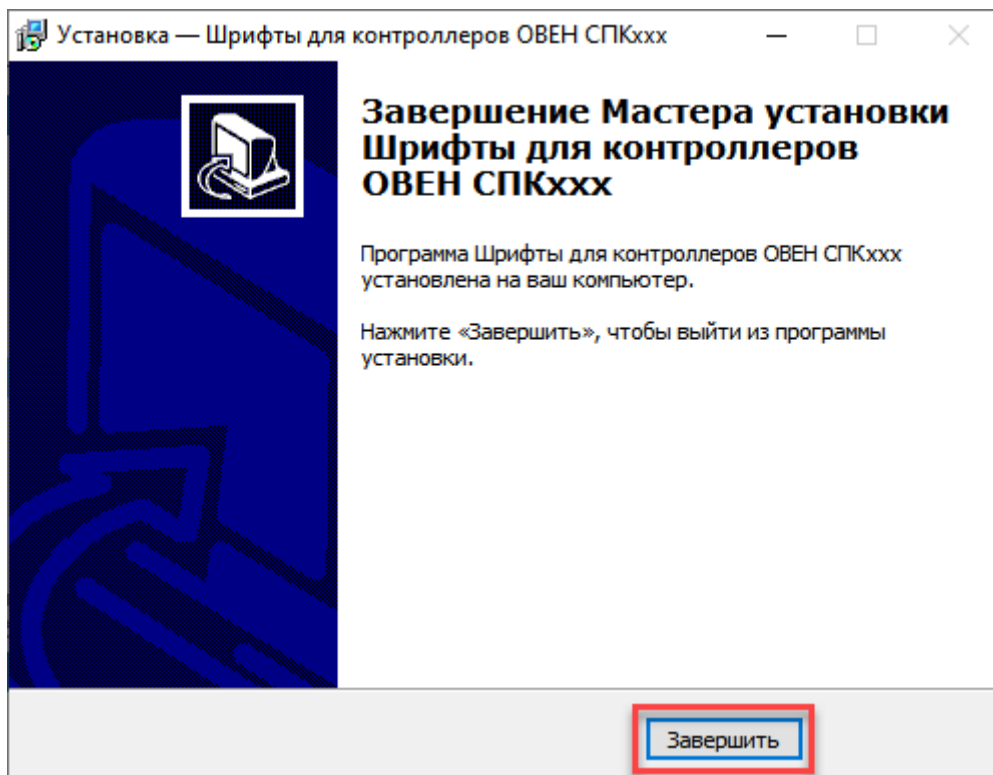 Установка — Шрифты для контроллеров ОВЕН СПКxxx
Завершение Мастера установки
Шрифты для контроллеров
ОВЕН СПКxxx
Программа Шрифты для контроллеров ОВЕН СПКxxx
установлена на ваш компьютер.
Нажмите «Завершить», чтобы выйти из программы
установки.
Завершить